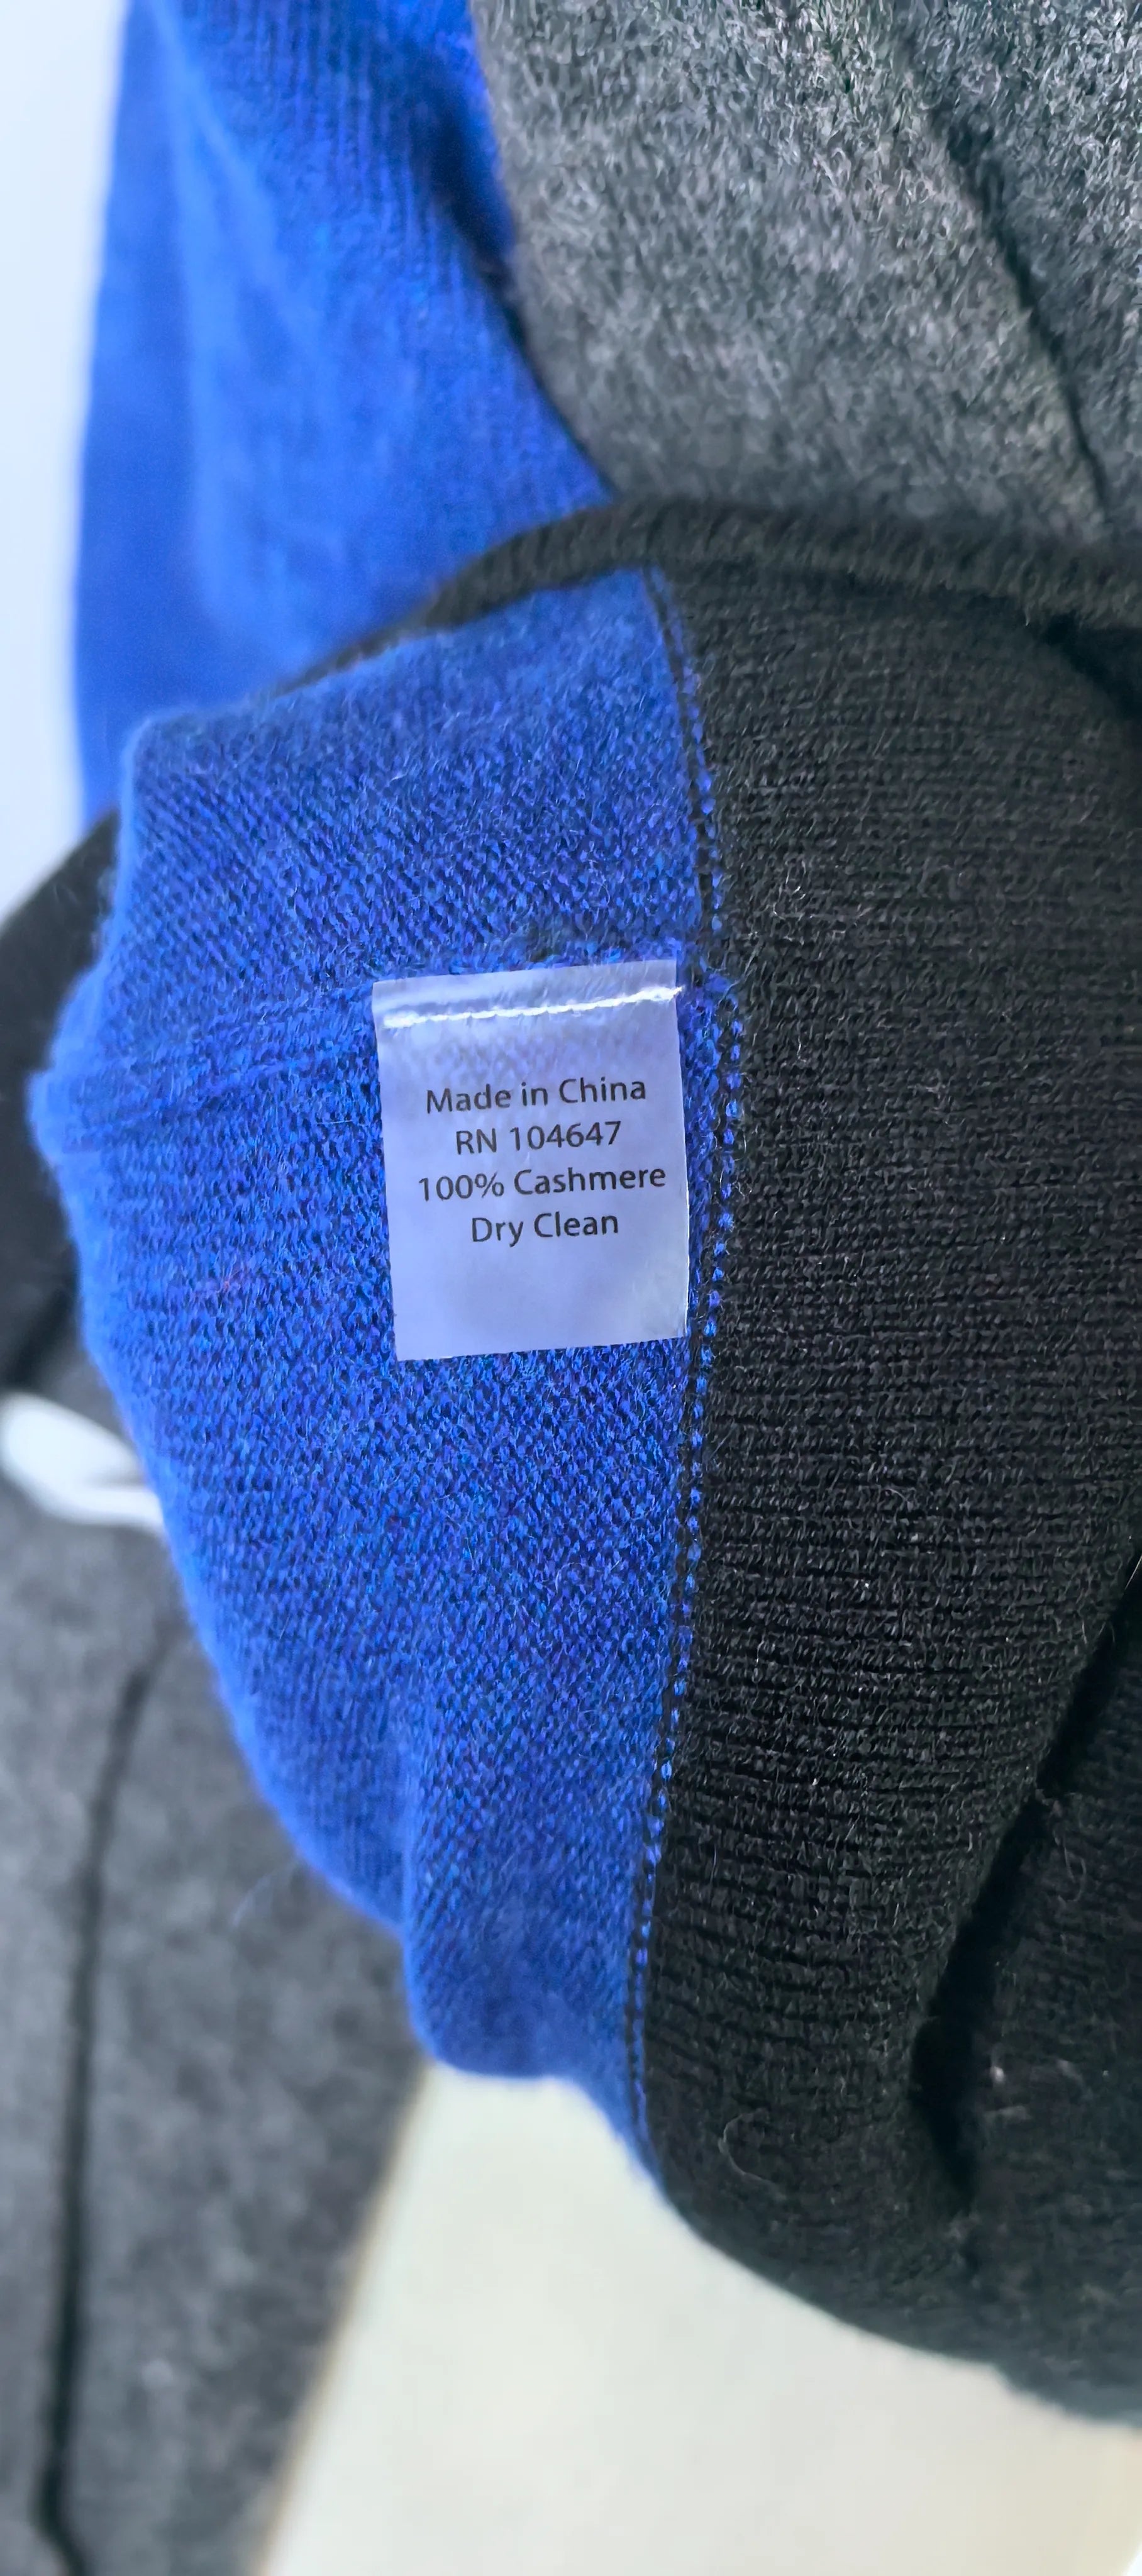 Made in China
RN 104647
100% Cashmere
Dry Clean